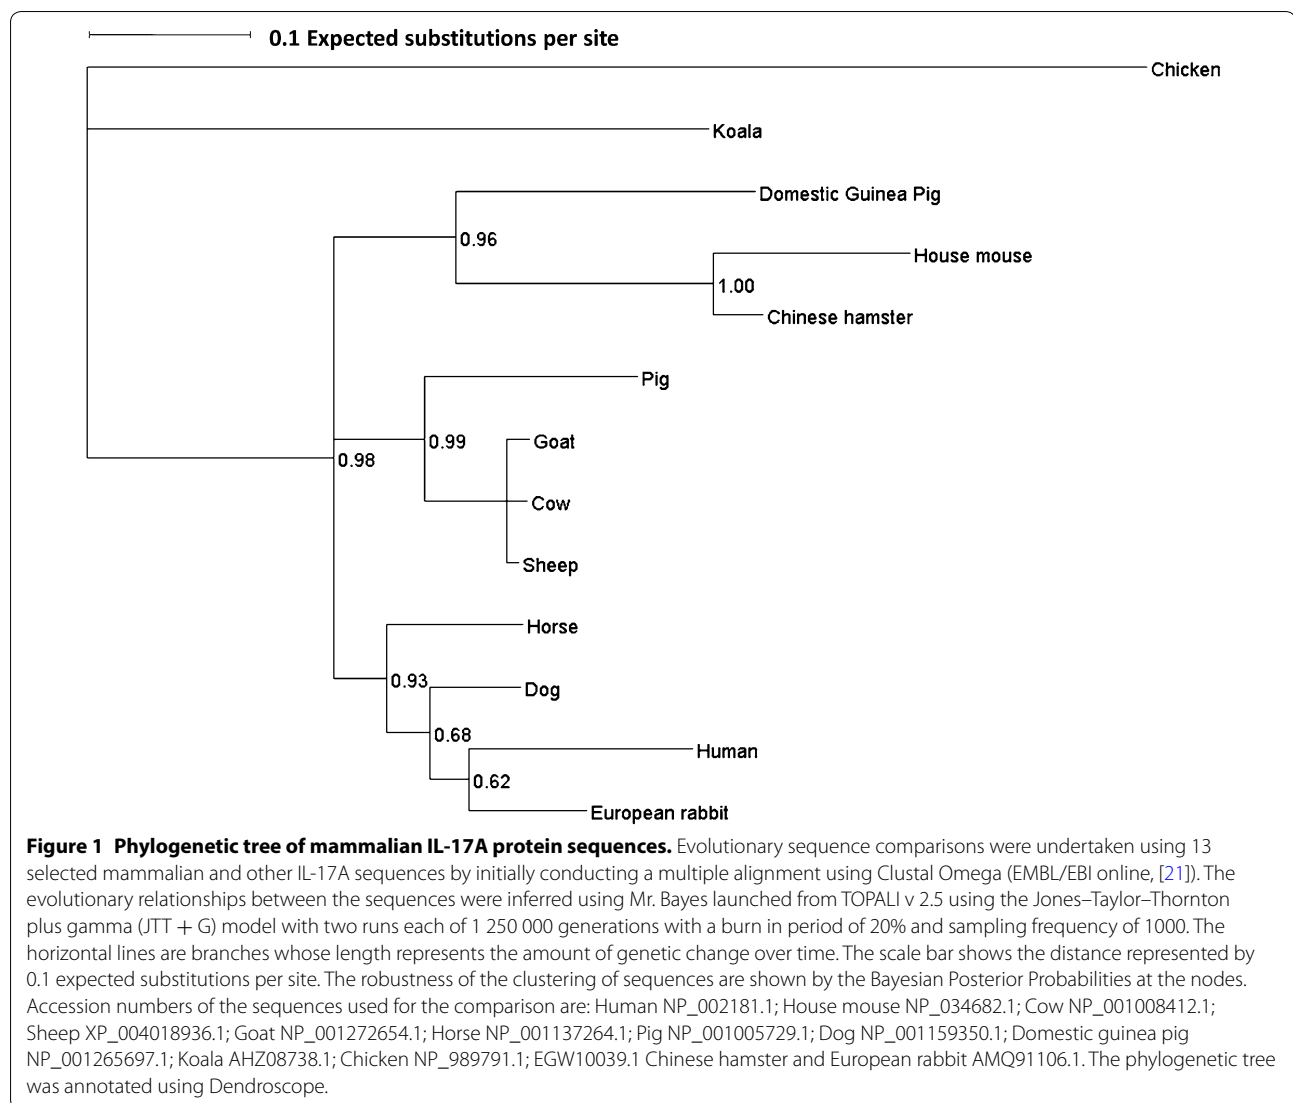 0.1 Expected substitutions per site
Chicken
Koala
Domestic Guinea Pig
0.96
House mouse
1.00
Chinese hamster
Pig
Goat
0.99
0.98
Cow
Sheep
Horse
0.93
Dog
0.68
Human
0.62
European rabbit
Figure 1 Phylogenetic tree of mammalian IL-17A protein sequences. Evolutionary sequence comparisons were undertaken using 13
selected mammalian and other IL-17A sequences by initially conducting a multiple alignment using Clustal Omega (EMBL/EBI online, [21]). The
evolutionary relationships between the sequences were inferred using Mr. Bayes launched from TOPALI v 2.5 using the Jones–Taylor–Thornton
plus gamma (JTT + G) model with two runs each of 1 250 000 generations with a burn in period of 20% and sampling frequency of 1000. The
horizontal lines are branches whose length represents the amount of genetic change over time. The scale bar shows the distance represented by
0.1 expected substitutions per site. The robustness of the clustering of sequences are shown by the Bayesian Posterior Probabilities at the nodes.
Accession numbers of the sequences used for the comparison are: Human NP_002181.1; House mouse NP_034682.1; Cow NP_001008412.1;
Sheep XP_004018936.1; Goat NP_001272654.1; Horse NP_001137264.1; Pig NP_001005729.1; Dog NP_001159350.1; Domestic guinea pig
NP_001265697.1; Koala AHZ08738.1; Chicken NP_989791.1; EGW10039.1 Chinese hamster and European rabbit AMQ91106.1. The phylogenetic tree
was annotated using Dendroscope.